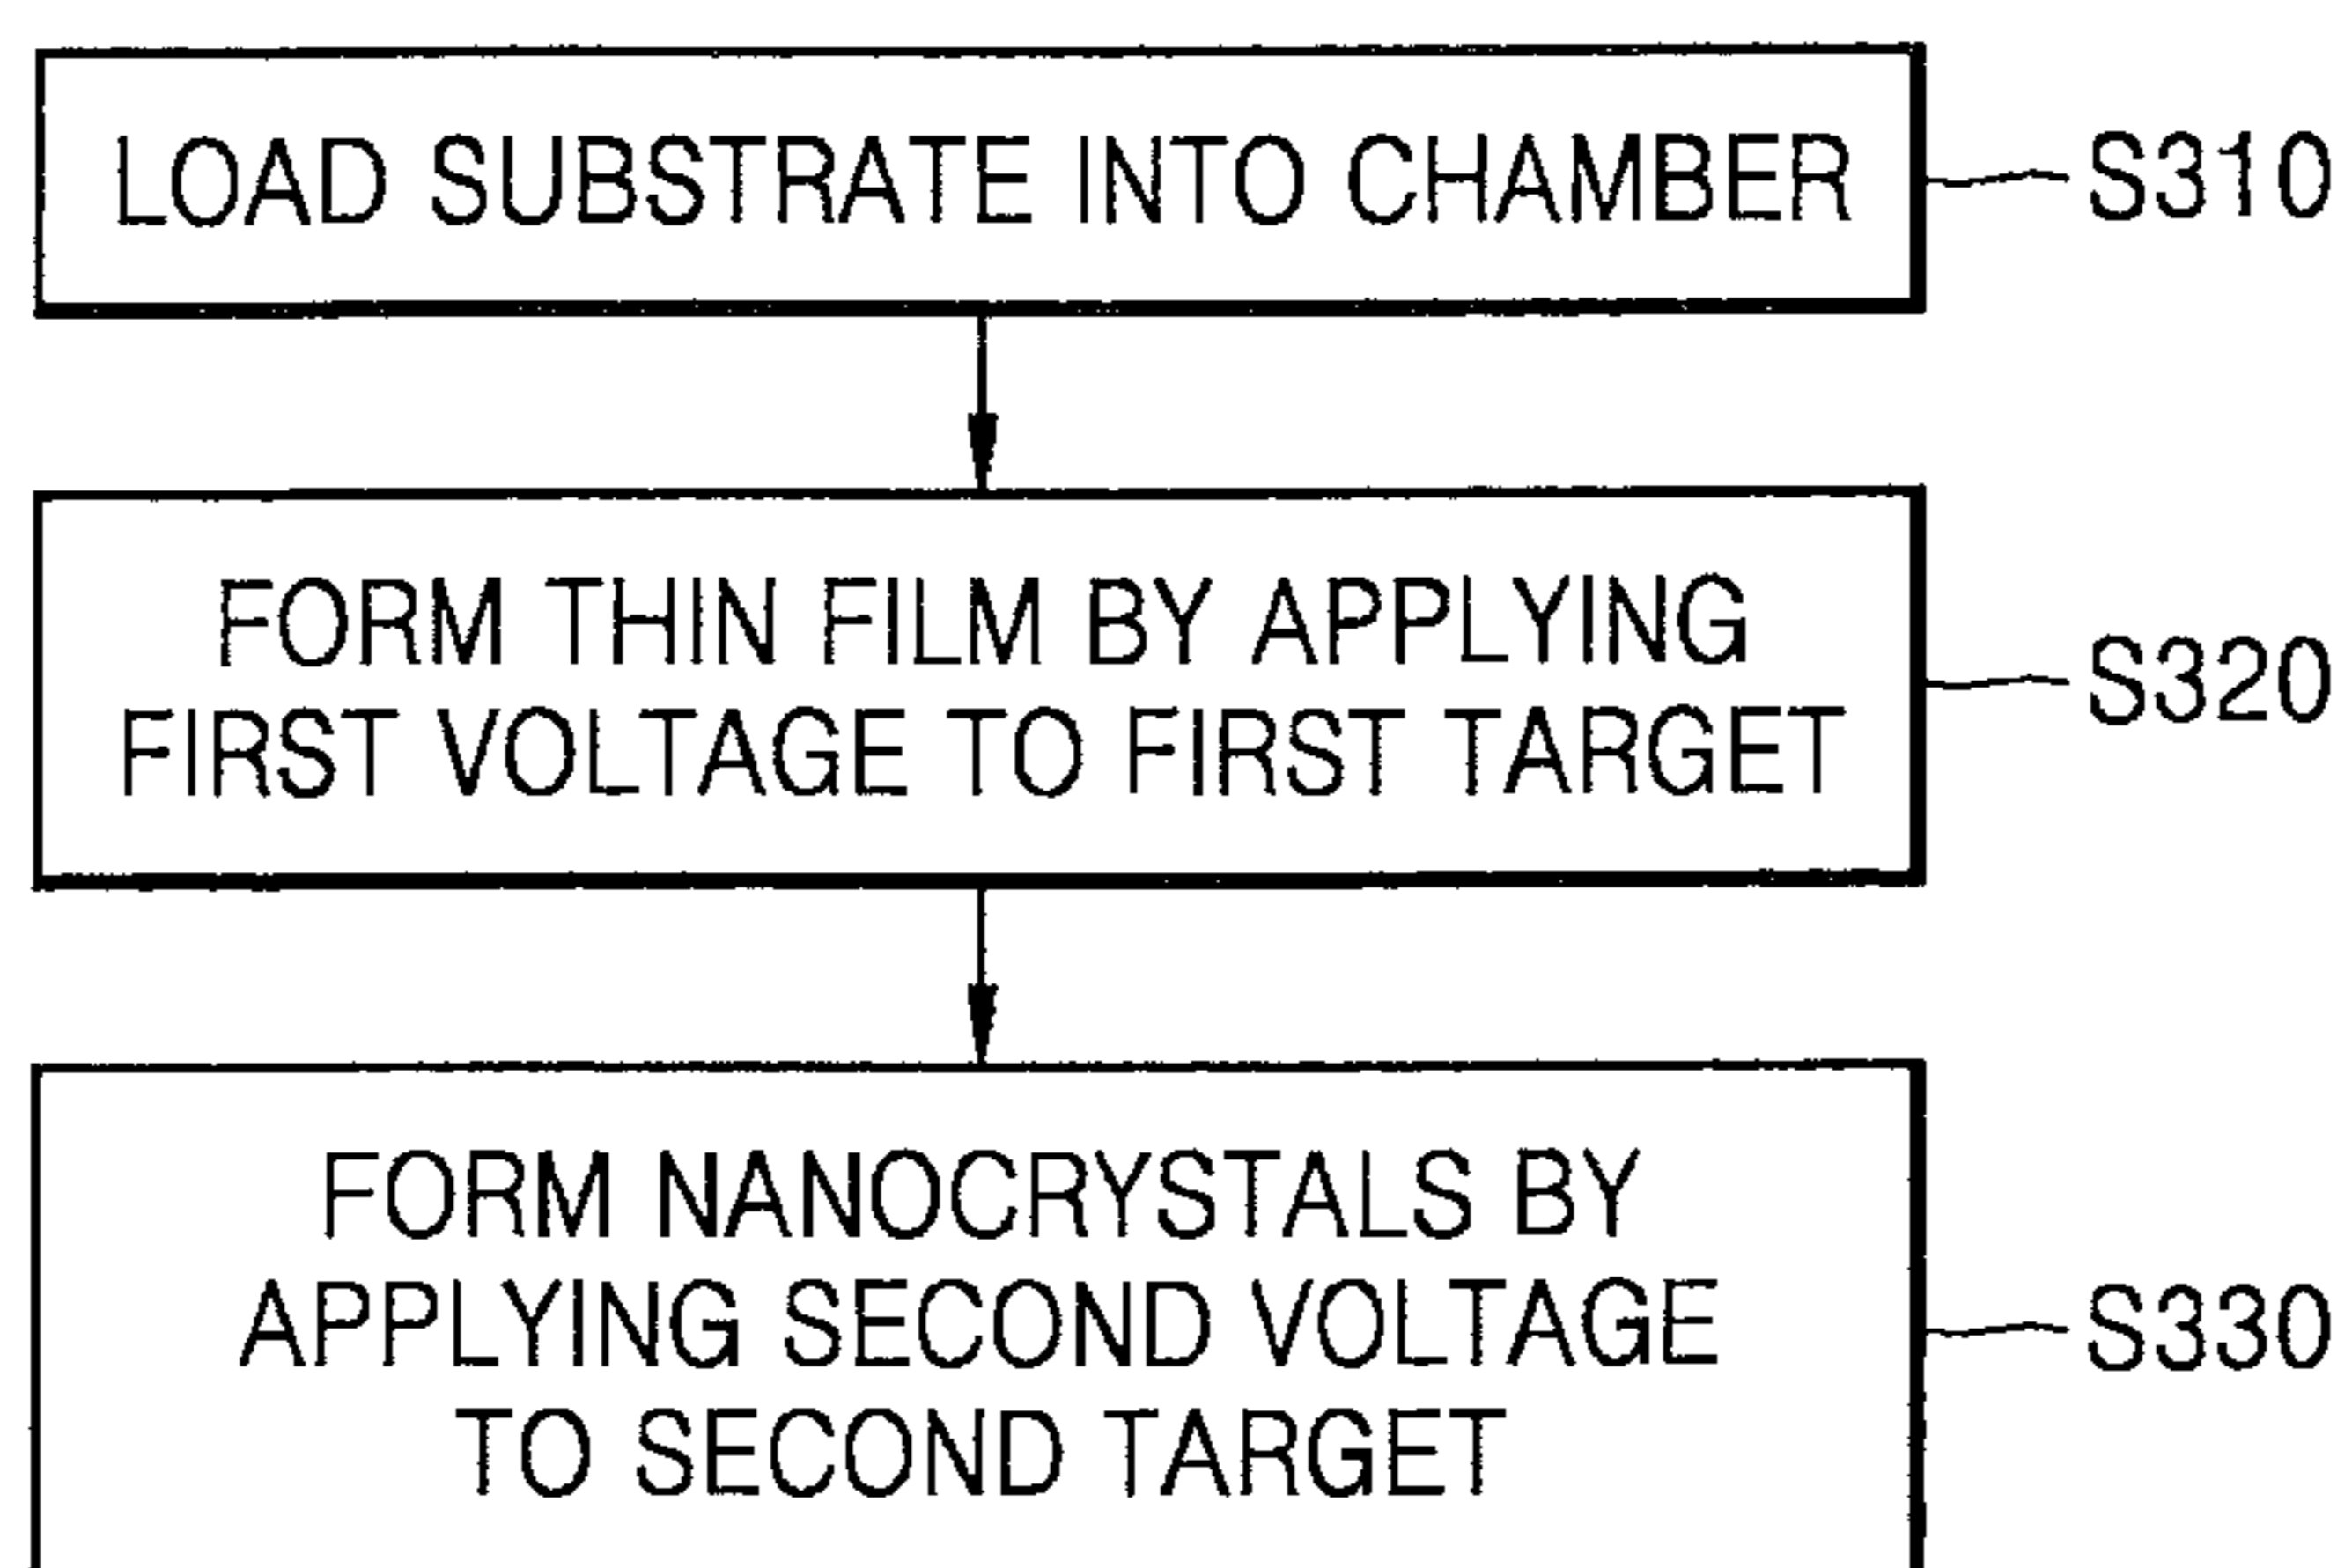 LOAD SUBSTRATE INTO CHAMBER
S310
FORM THIN FILM BY APPLYING
FIRST VOLTAGE TO FIRST TARGET
S320
FORM NANOCRYSTALS BY
APPLYING SECOND VOLTAGE
TO SECOND TARGET
S330